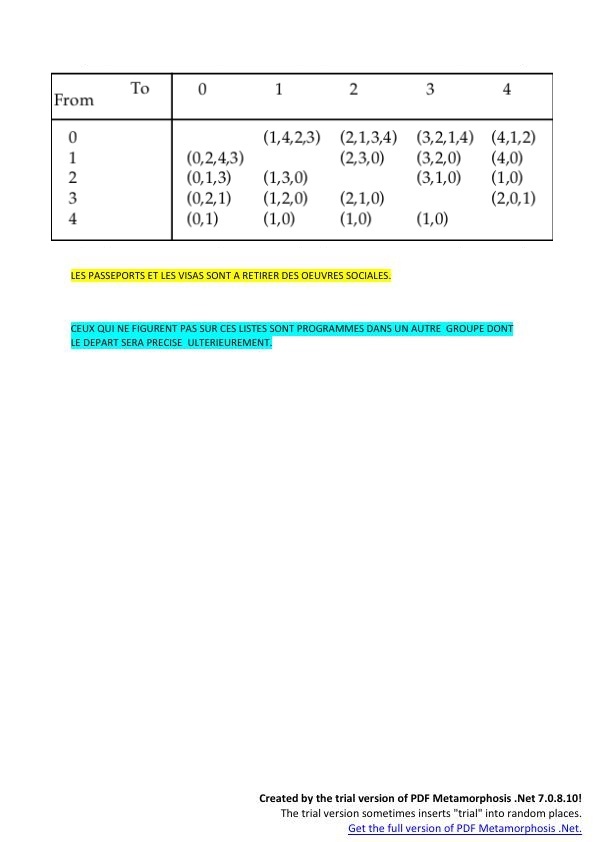 To 0 1 2 3 4
From
0 (1,4,2,3) (2,1,3,4) (3,2,1,4) (4,1,2)
1 (0,2,4,3) (2,3,0) (3,2,0) (4,0)
2 (0,1,3) (1,3,0) (3,1,0) (1,0)
3 (0,2,1) (1,2,0) (2,1,0) (2,0,1)
4 (0,1) (1,0) (1,0) (1,0)
LES PASSEPORTS ET LES VISAS SONT A RETIRER DES OEUVRES SOCIALES.
CEUX QUI NE FIGURENT PAS SUR CES LISTES SONT PROGRAMMES DANS UN AUTRE GROUPE DONT
LE DEPART SERA PRECISE ULTERIEUREMENT.
Created by the trial version of PDF Metamorphosis .Net 7.0.8.10!
The trial version sometimes inserts "trial" into random places.
Get the full version of PDF Metamorphosis .Net.